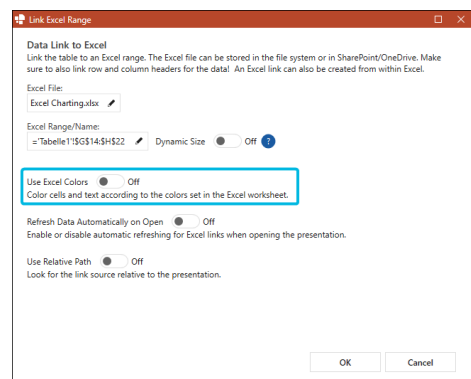 Link Excel Range
Data Link to Excel
Link the table to an Excel range. The Excel file can be stored in the file system or in SharePoint/OneDrive. Make
sure to also link row and column headers for the data! An Excel link can also be created from within Excel.
Excel File:
Excel Charting.xlsx
Excel Range/Name:
='Tabelle1'!$G$14:$H$22 Dynamic Size Off ?
Use Excel Colors Off
Color cells and text according to the colors set in the Excel worksheet.
Refresh Data Automatically on Open Off
Enable or disable automatic refreshing for Excel links when opening the presentation.
Use Relative Path Off
Look for the link source relative to the presentation.
OK Cancel